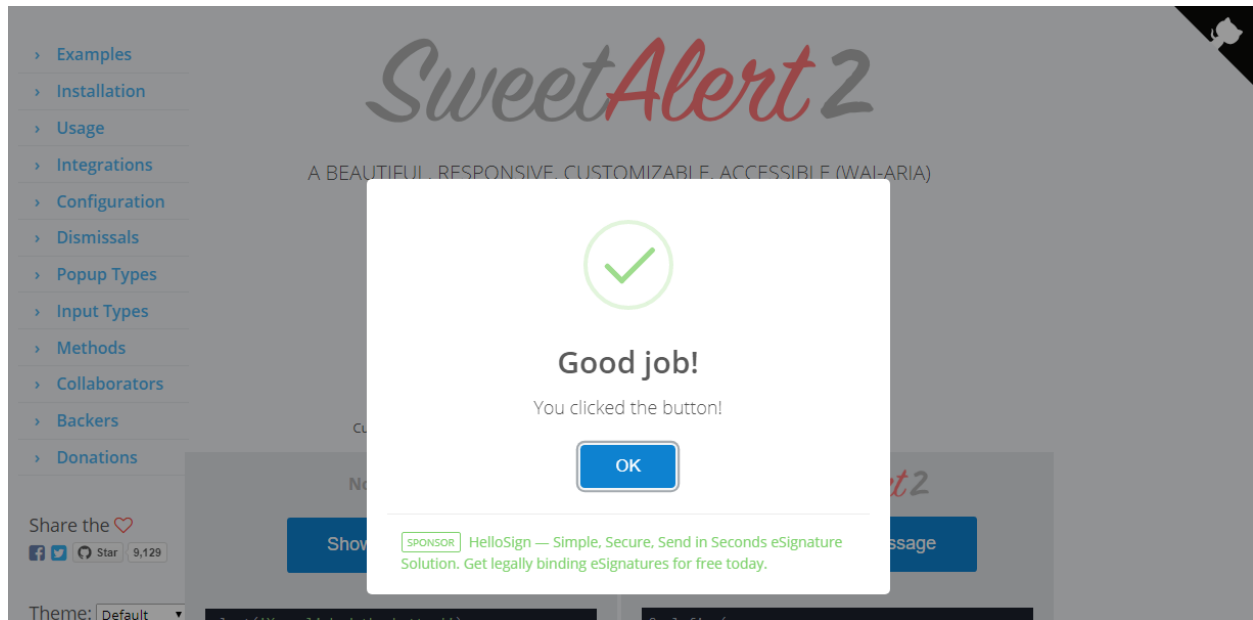 Examples
Installation
Usage
Integrations
Configuration
Dismissals
Popup Types
Input Types
Methods
Collaborators
Backers
Donations
Share the
Star 9,129
Theme: Default
SweetAlert2
A BEAUTIFUL, RESPONSIVE, CUSTOMIZABLE, ACCESSIBLE (WAI-ARIA)
Good job!
You clicked the button!
OK
SPONSOR HelloSign — Simple, Secure, Send in Seconds eSignature
Solution. Get legally binding eSignatures for free today.
Show
ssage